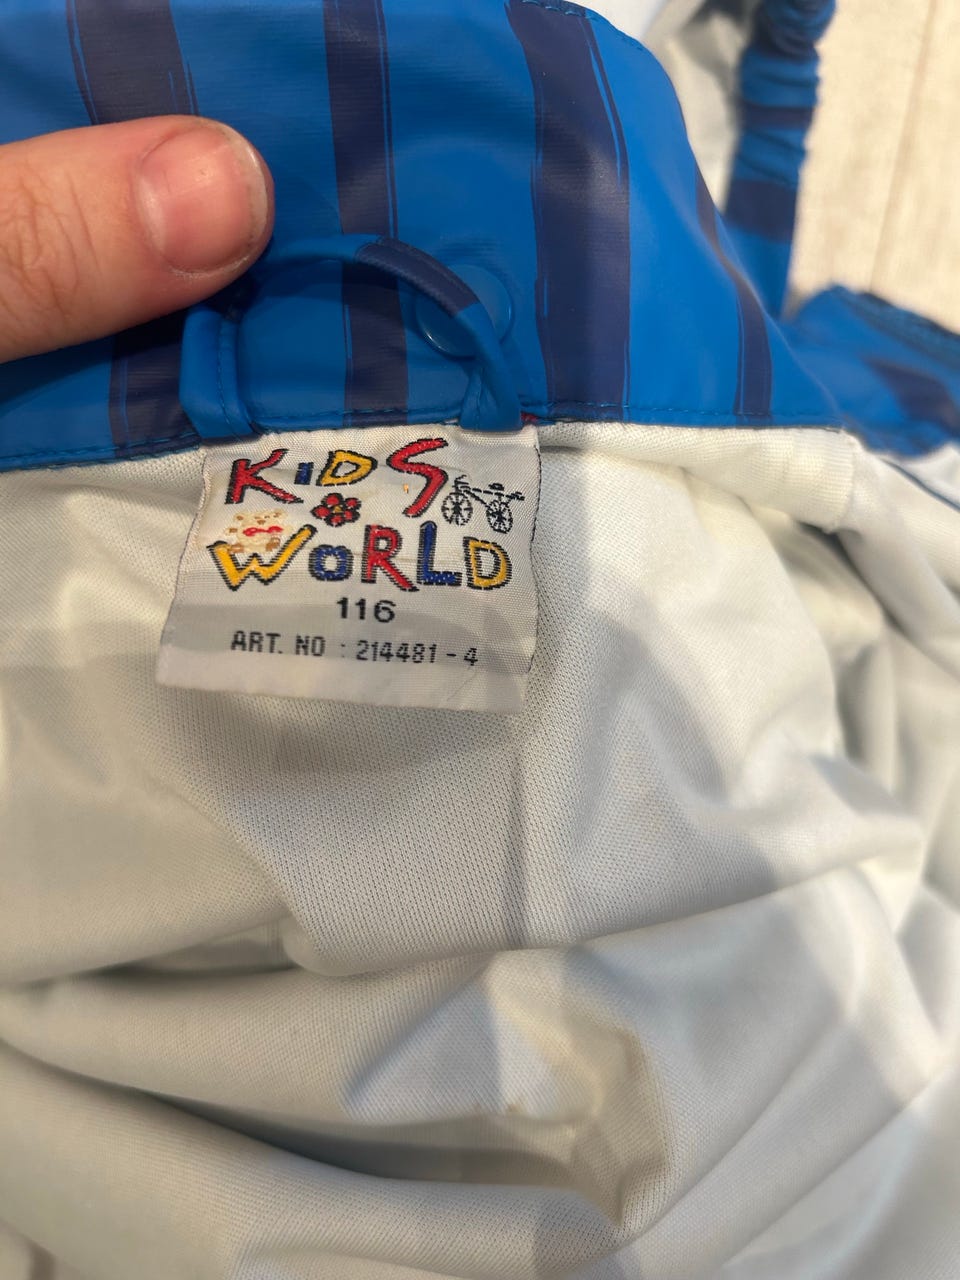 KiDS
WoRLD
116
ART. NO : 214481 - 4